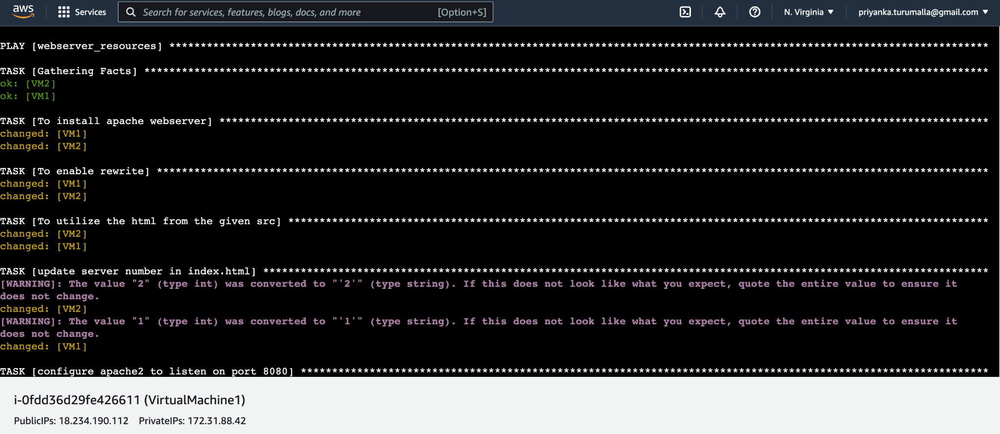 aws
Services
Search for services, features, blogs, docs, and more [Option+S]
N. Virginia
priyanka.turumalla@gmail.com
PLAY [webserver_resources] ***********************************************************************************************************************************
TASK [Gathering Facts] ***************************************************************************************************************************************
ok: [VM2]
ok: [VM1]
TASK [To install apache webserver] ***************************************************************************************************************************
changed: [VM1]
changed: [VM2]
TASK [To enable rewrite] *************************************************************************************************************************************
changed: [VM1]
changed: [VM2]
TASK [To utilize the html from the given src] ****************************************************************************************************************
changed: [VM2]
changed: [VM1]
TASK [update server number in index.html] ********************************************************************************************************************
[WARNING]: The value "2" (type int) was converted to "'2'" (type string). If this does not look like what you expect, quote the entire value to ensure it
does not change.
changed: [VM2]
[WARNING]: The value "1" (type int) was converted to "'1'" (type string). If this does not look like what you expect, quote the entire value to ensure it
does not change.
changed: [VM1]
TASK [configure apache2 to listen on port 8080] **************************************************************************************************************
i-0fdd36d29fe426611 (VirtualMachine1)
PublicIPs: 18.234.190.112 PrivateIPs: 172.31.88.42